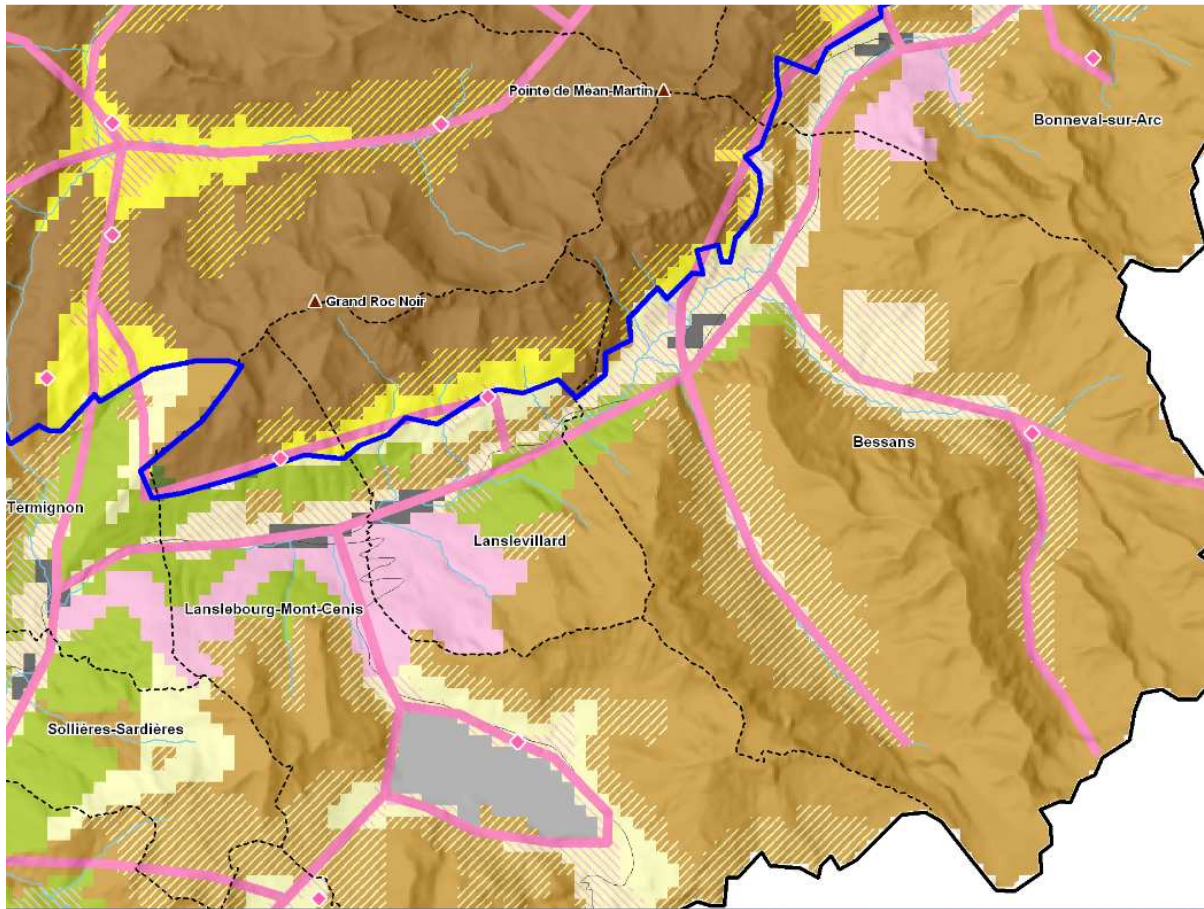 Pointe de Méan-Martin
Bonneval-sur-Arc
Grand Roc Noir
Bessans
Termignon
Lanslevillard
Lanslebourg-Mont-Cenis
Sollières-Sardières